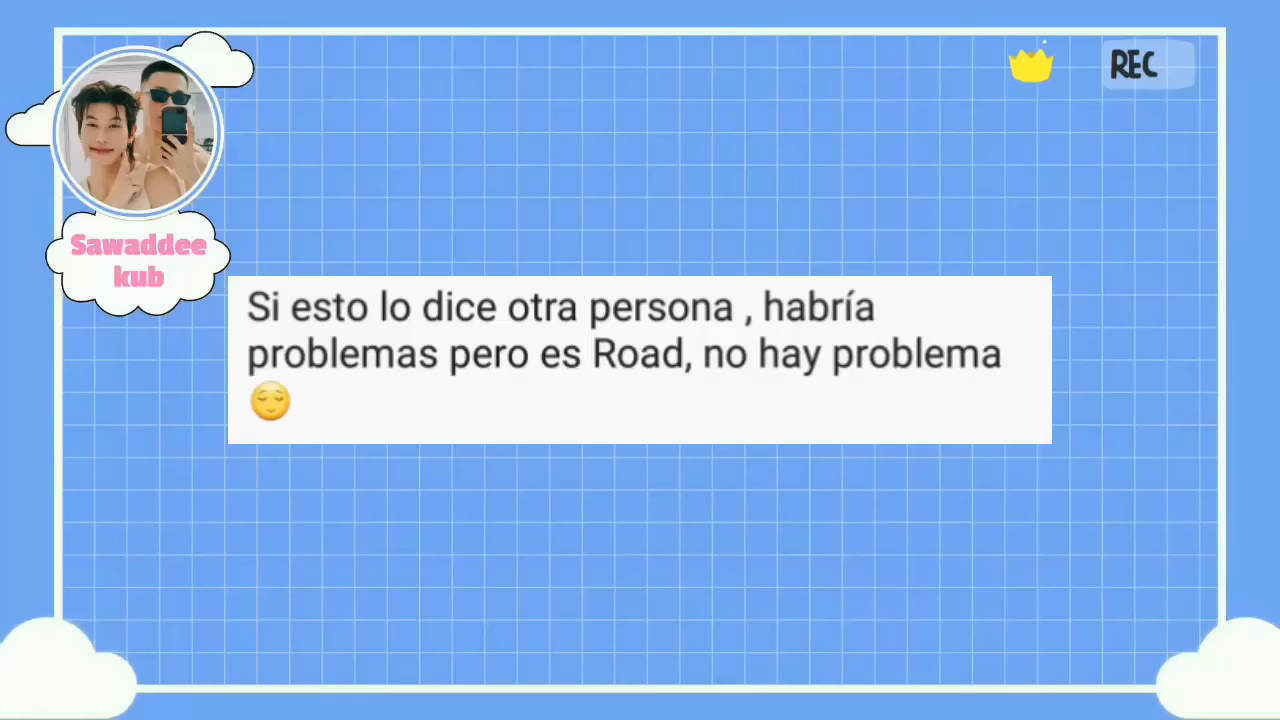 REC
Sawaddee
kub
Si esto lo dice otra persona , habría
problemas pero es Road, no hay problema
😌